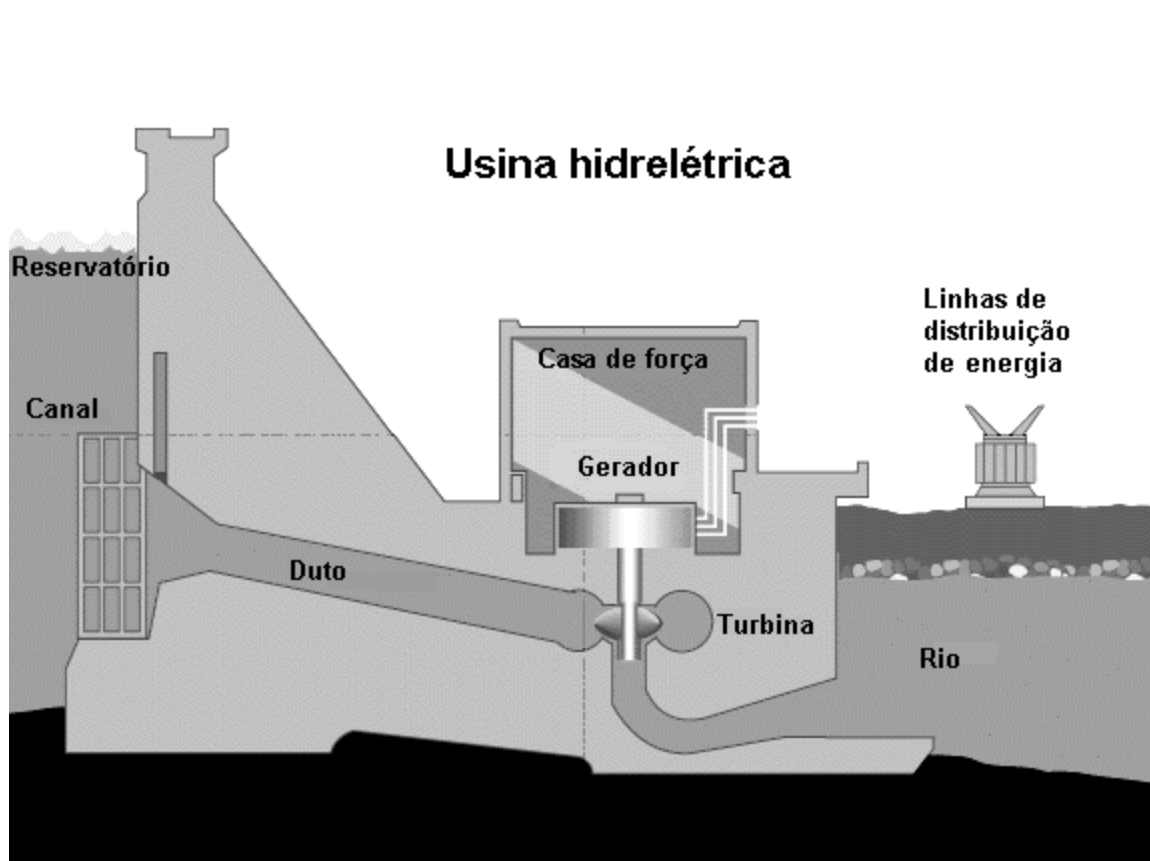 Usina hidrelétrica
Reservatório
Canal
Duto
Casa de força
Gerador
Turbina
Linhas de
distribuição
de energia
Rio